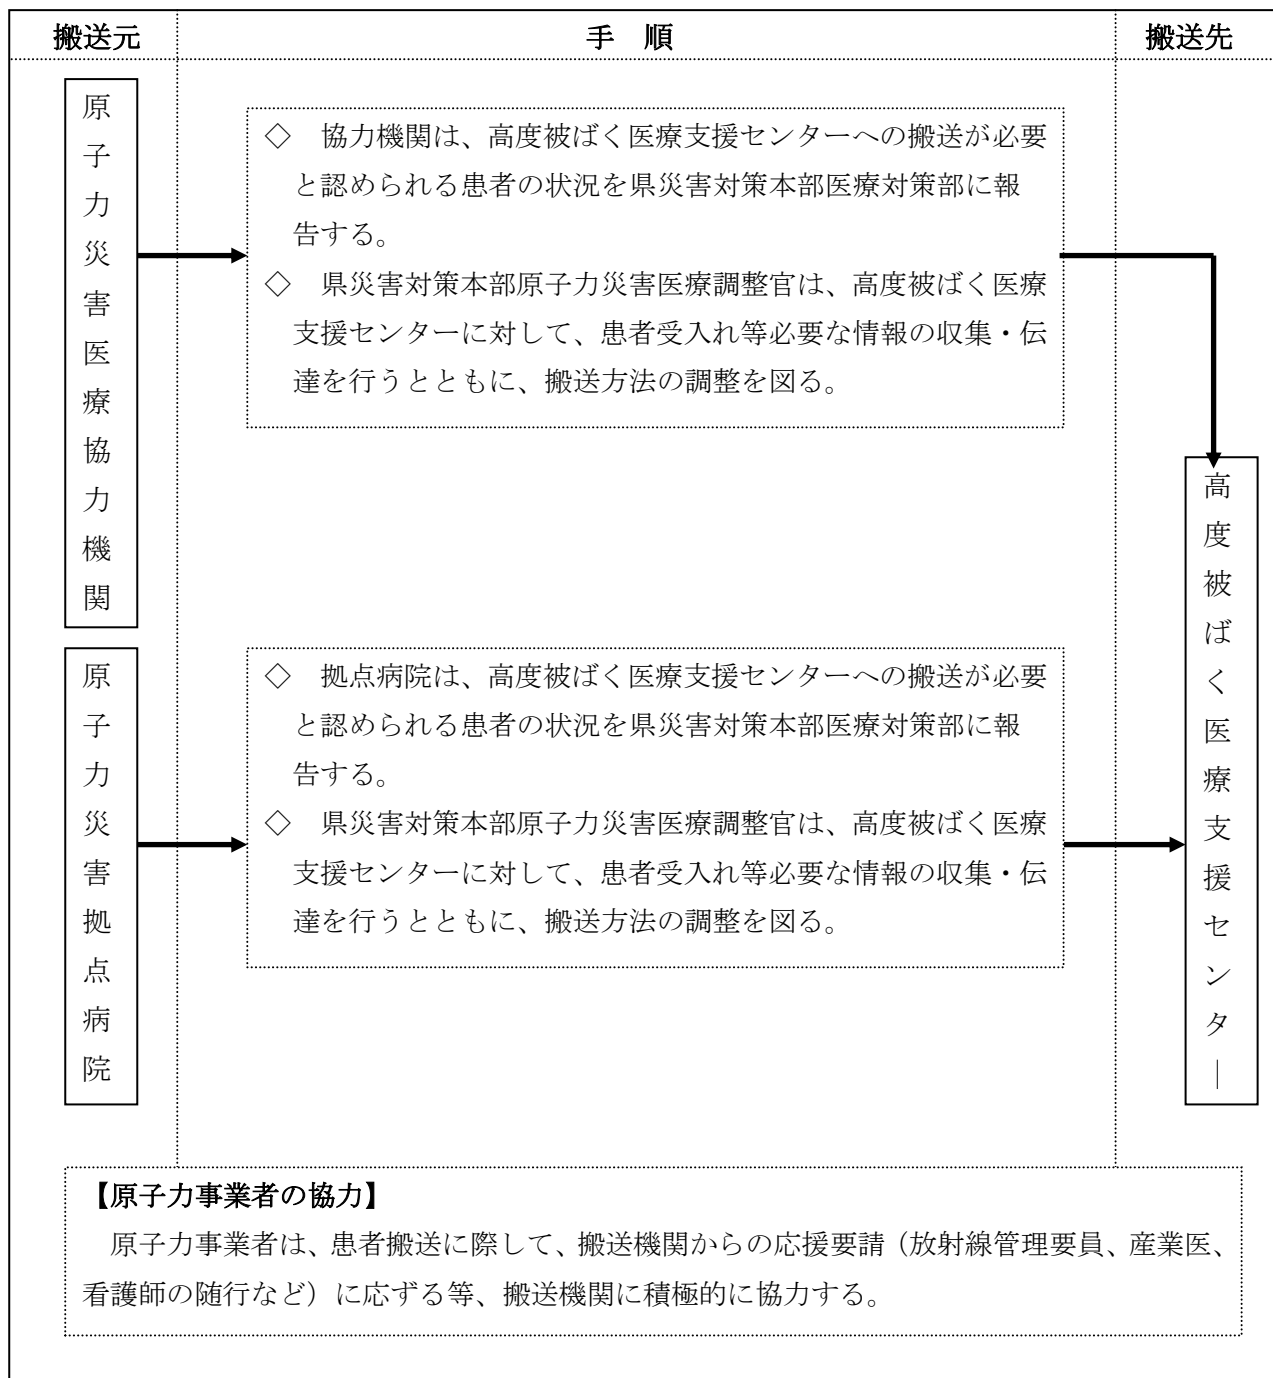 搬送元
手　順
搬送先
原子力災害医療協力機関
◇　協力機関は、高度被ばく医療支援センターへの搬送が必要
と認められる患者の状況を県災害対策本部医療対策部に報
告する。
◇　県災害対策本部原子力災害医療調整官は、高度被ばく医療
支援センターに対して、患者受入れ等必要な情報の収集・伝
達を行うとともに、搬送方法の調整を図る。
高度被ばく医療支援センター
原子力災害拠点病院
◇　拠点病院は、高度被ばく医療支援センターへの搬送が必要
と認められる患者の状況を県災害対策本部医療対策部に報
告する。
◇　県災害対策本部原子力災害医療調整官は、高度被ばく医療
支援センターに対して、患者受入れ等必要な情報の収集・伝
達を行うとともに、搬送方法の調整を図る。
【原子力事業者の協力】
原子力事業者は、患者搬送に際して、搬送機関からの応援要請（放射線管理要員、産業医、
看護師の随行など）に応ずる等、搬送機関に積極的に協力する。